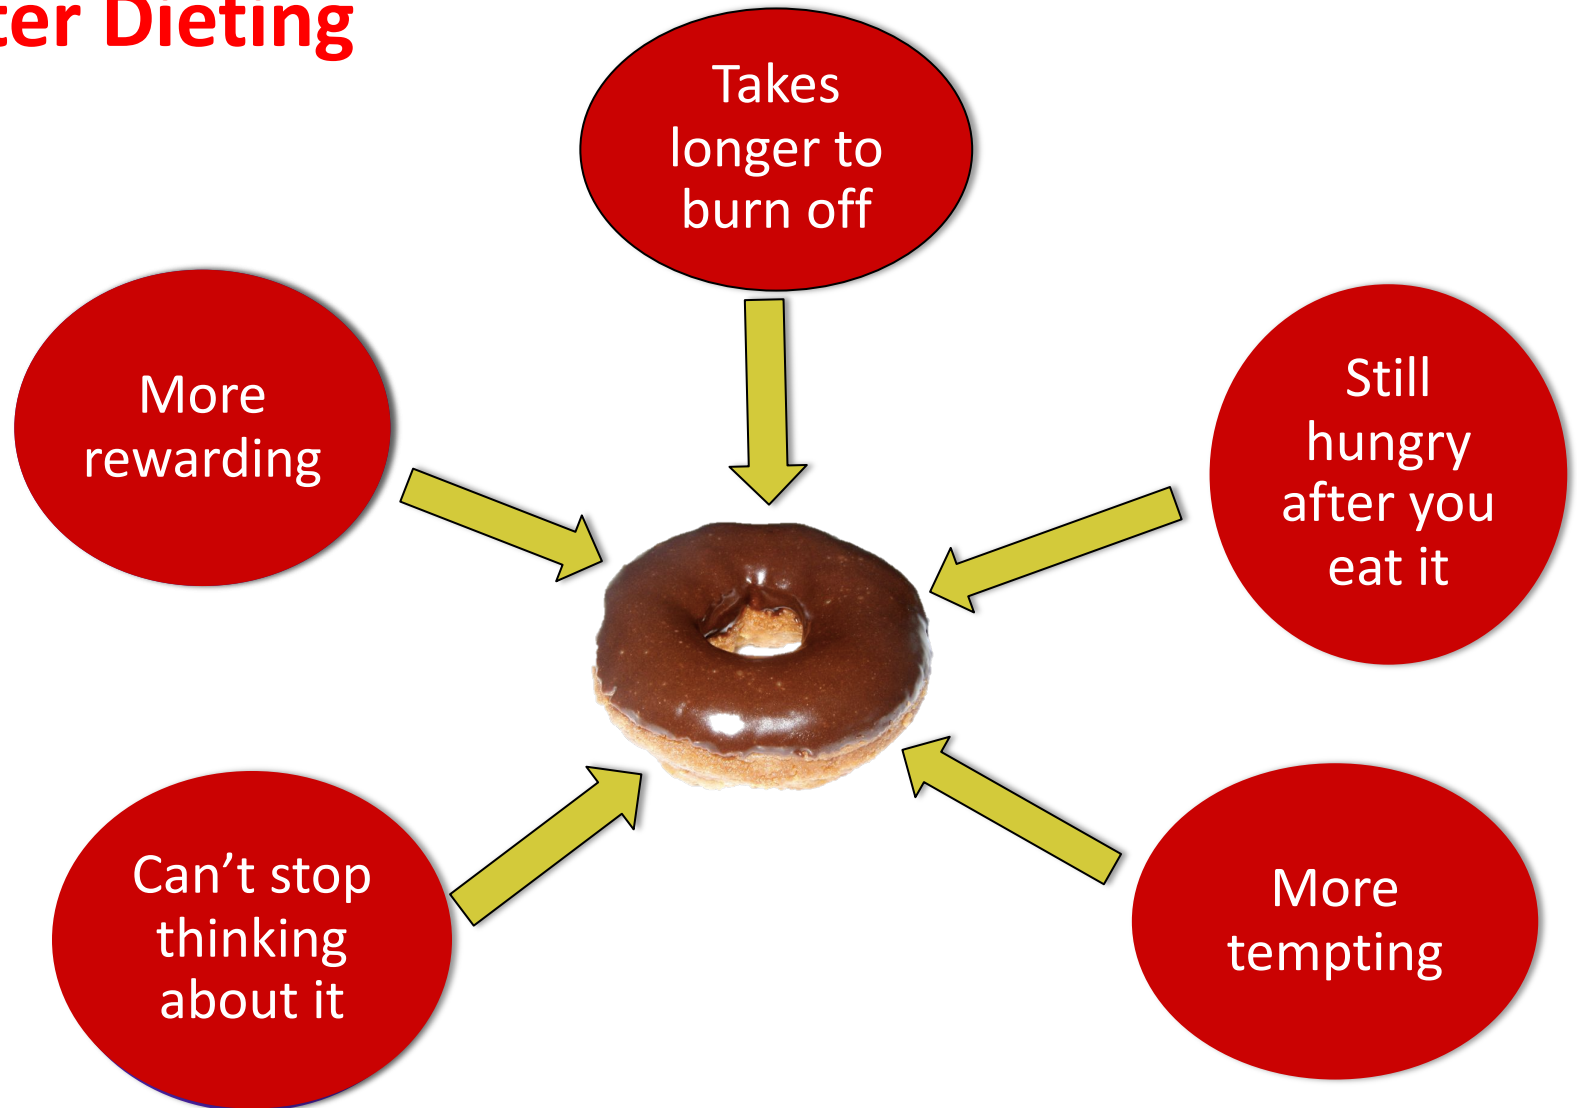 Dieting
Takes
longer to
burn off
More
rewarding
Still
hungry
after you
eat it
Can’t stop
thinking
about it
More
tempting